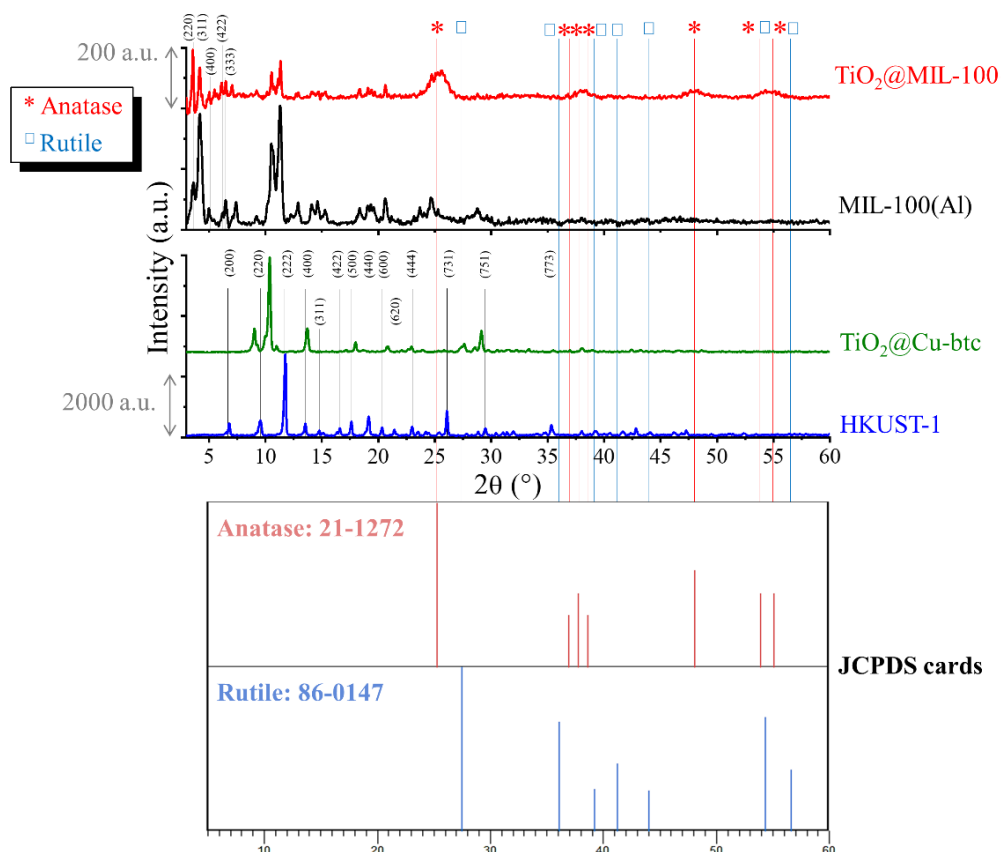 (220)
(311)
(400)
(422)
(333)
* * * * * * *
200 a.u.
TiO₂@MIL-100
* Anatase
□ Rutile
MIL-100(Al)
Intensity (a.u.)
(200)
(220)
(222)
(400)
(311)
(422)
(500)
(440)
(600)
(620)
(444)
(731)
(751)
(773)
TiO₂@Cu-btc
2000 a.u.
HKUST-1
5 10 15 20 25 30 35 40 45 50 55 60
2θ (°)
Anatase: 21-1272
JCPDS cards
Rutile: 86-0147
10 20 30 40 50 60